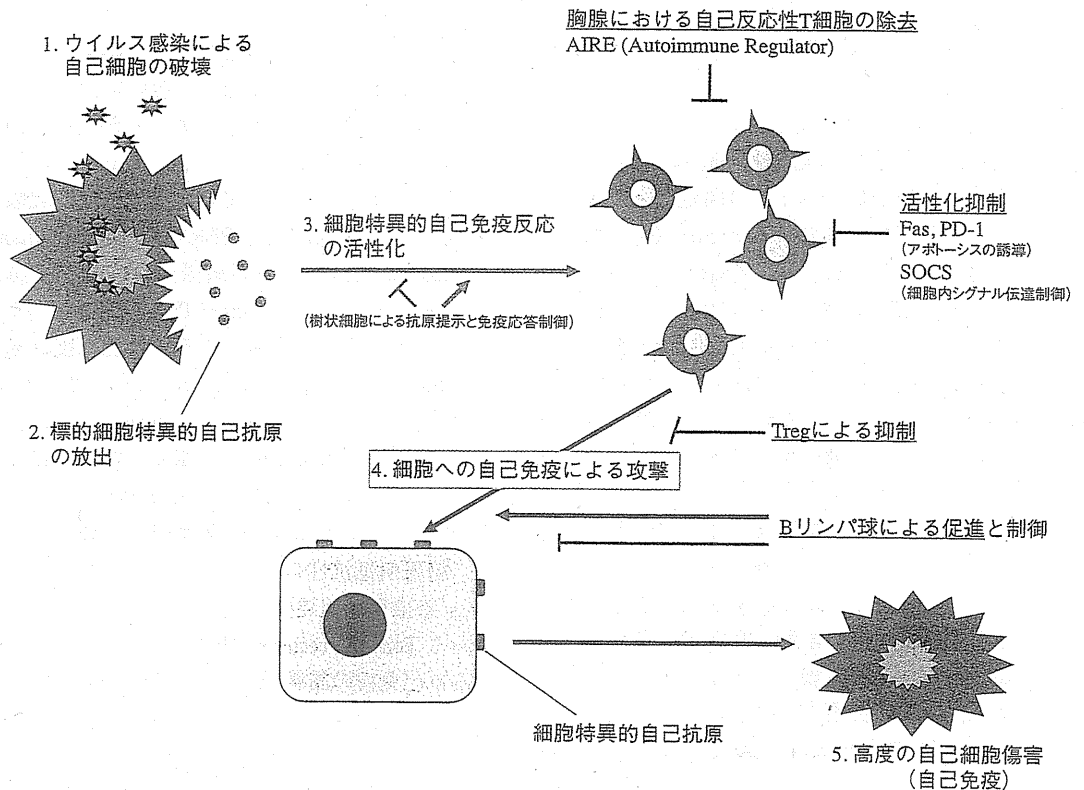 胸腺における自己反応性T細胞の除去
AIRE (Autoimmune Regulator)
1. ウイルス感染による
自己細胞の破壊
3. 細胞特異的自己免疫反応
の活性化
(樹状細胞による抗原提示と免疫応答制御)
活性化抑制
Fas, PD-1
(アポトーシスの誘導)
SOCS
(細胞内シグナル伝達制御)
2. 標的細胞特異的自己抗原
の放出
Tregによる抑制
4. 細胞への自己免疫による攻撃
Bリンパ球による促進と制御
細胞特異的自己抗原
5. 高度の自己細胞傷害
(自己免疫)